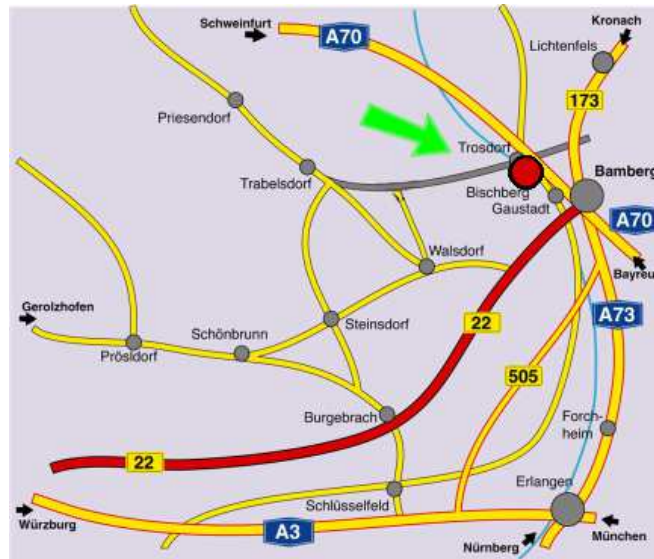 Schweinfurt
A70
Kronach
Lichtenfels
173
Priesendorf
Trosdorf
Trabelsdorf
Bischberg
Gaustadt
Bamberg
A70
Walsdorf
Bayreu
Gerolzhofen
A73
Prösldorf
Schönbrunn
Steinsdorf
22
505
Burgebrach
Forch-
heim
22
Schlüsselfeld
Erlangen
Würzburg
A3
Nürnberg
München